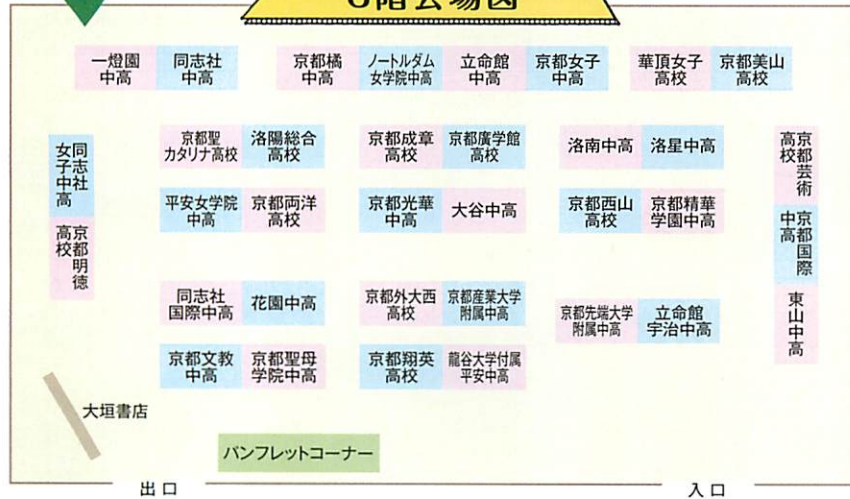 一燈園
中高
同志社
中高
京都橘
中高
ノートルダム
女学院中高
立命館
中高
京都女子
中高
華頂女子
高校
京都美山
高校
同志社
女子中高
京都明徳
高校
京都聖
カタリナ高校
洛陽総合
高校
京都成章
高校
京都廣学館
高校
洛南中高
洛星中高
京都芸術
高校
京都国際
中高
東山中高
平安女学院
中高
京都両洋
高校
京都光華
中高
大谷中高
京都西山
高校
京都精華
学園中高
同志社
国際中高
花園中高
京都外大西
高校
京都産業大学
附属中高
京都先端大学
附属中高
立命館
宇治中高
京都文教
中高
京都聖母
学院中高
京都翔英
高校
龍谷大学付属
平安中高
大垣書店
パンフレットコーナー
出口
入口